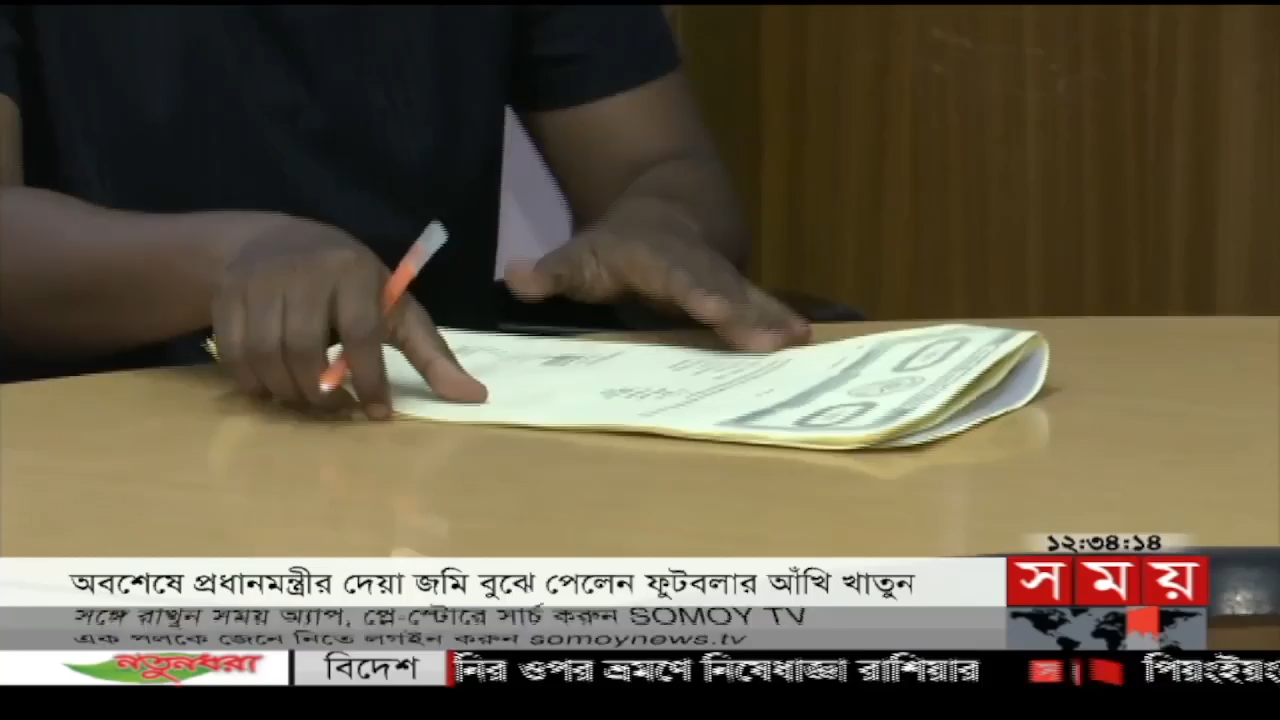 ১২:৩৪:১৪
অবশেষে প্রধানমন্ত্রীর দেয়া জমি বুঝে পেলেন ফুটবলার আঁখি খাতুন
সময়
সঙ্গে রাখুন সময় অ্যাপ, প্লে-স্টোরে সার্চ করুন SOMOY TV
এক পলকে জেনে নিতে লগইন করুন somoynews.tv
নতুনধরা বিদেশ নির ওপর ভ্রমণে নিষেধাজ্ঞা রাশিয়ার